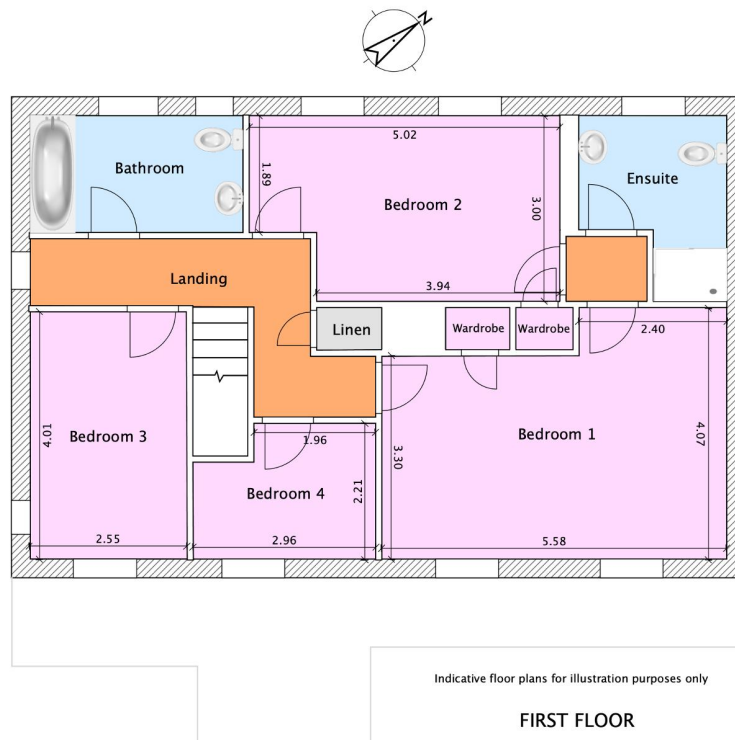 N
5.02
Bathroom
1.89
Ensuite
Bedroom 2
3.00
Landing
3.94
Linen
Wardrobe
Wardrobe
2.40
Bedroom 3
4.01
1.96
3.30
Bedroom 1
4.07
Bedroom 4
2.21
2.55
2.96
5.58
Indicative floor plans for illustration purposes only
FIRST FLOOR